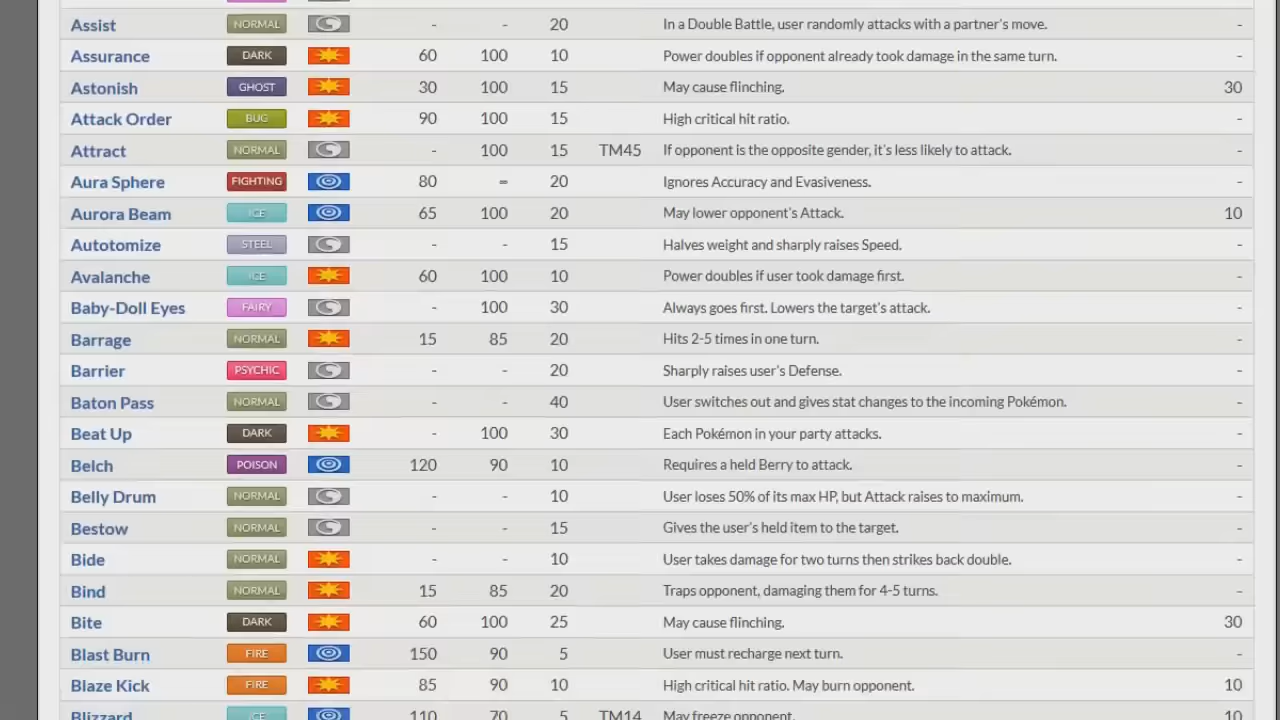 Assist NORMAL - - 20 In a Double Battle, user randomly attacks with a partner's move. -
Assurance DARK 60 100 10 Power doubles if opponent already took damage in the same turn. -
Astonish GHOST 30 100 15 May cause flinching. 30
Attack Order BUG 90 100 15 High critical hit ratio. -
Attract NORMAL - 100 15 TM45 If opponent is the opposite gender, it's less likely to attack. -
Aura Sphere FIGHTING 80 ∞ 20 Ignores Accuracy and Evasiveness. -
Aurora Beam ICE 65 100 20 May lower opponent's Attack. 10
Autotomize STEEL - - 15 Halves weight and sharply raises Speed. -
Avalanche ICE 60 100 10 Power doubles if user took damage first. -
Baby-Doll Eyes FAIRY - 100 30 Always goes first. Lowers the target's attack. -
Barrage NORMAL 15 85 20 Hits 2-5 times in one turn. -
Barrier PSYCHIC - - 20 Sharply raises user's Defense. -
Baton Pass NORMAL - - 40 User switches out and gives stat changes to the incoming Pokémon. -
Beat Up DARK - 100 30 Each Pokémon in your party attacks. -
Belch POISON 120 90 10 Requires a held Berry to attack. -
Belly Drum NORMAL - - 10 User loses 50% of its max HP, but Attack raises to maximum. -
Bestow NORMAL - - 15 Gives the user's held item to the target. -
Bide NORMAL - - 10 User takes damage for two turns then strikes back double. -
Bind NORMAL 15 85 20 Traps opponent, damaging them for 4-5 turns. -
Bite DARK 60 100 25 May cause flinching. 30
Blast Burn FIRE 150 90 5 User must recharge next turn. -
Blaze Kick FIRE 85 90 10 High critical hit ratio. May burn opponent. 10
Blizzard ICE 110 70 5 TM14 May freeze opponent. 10